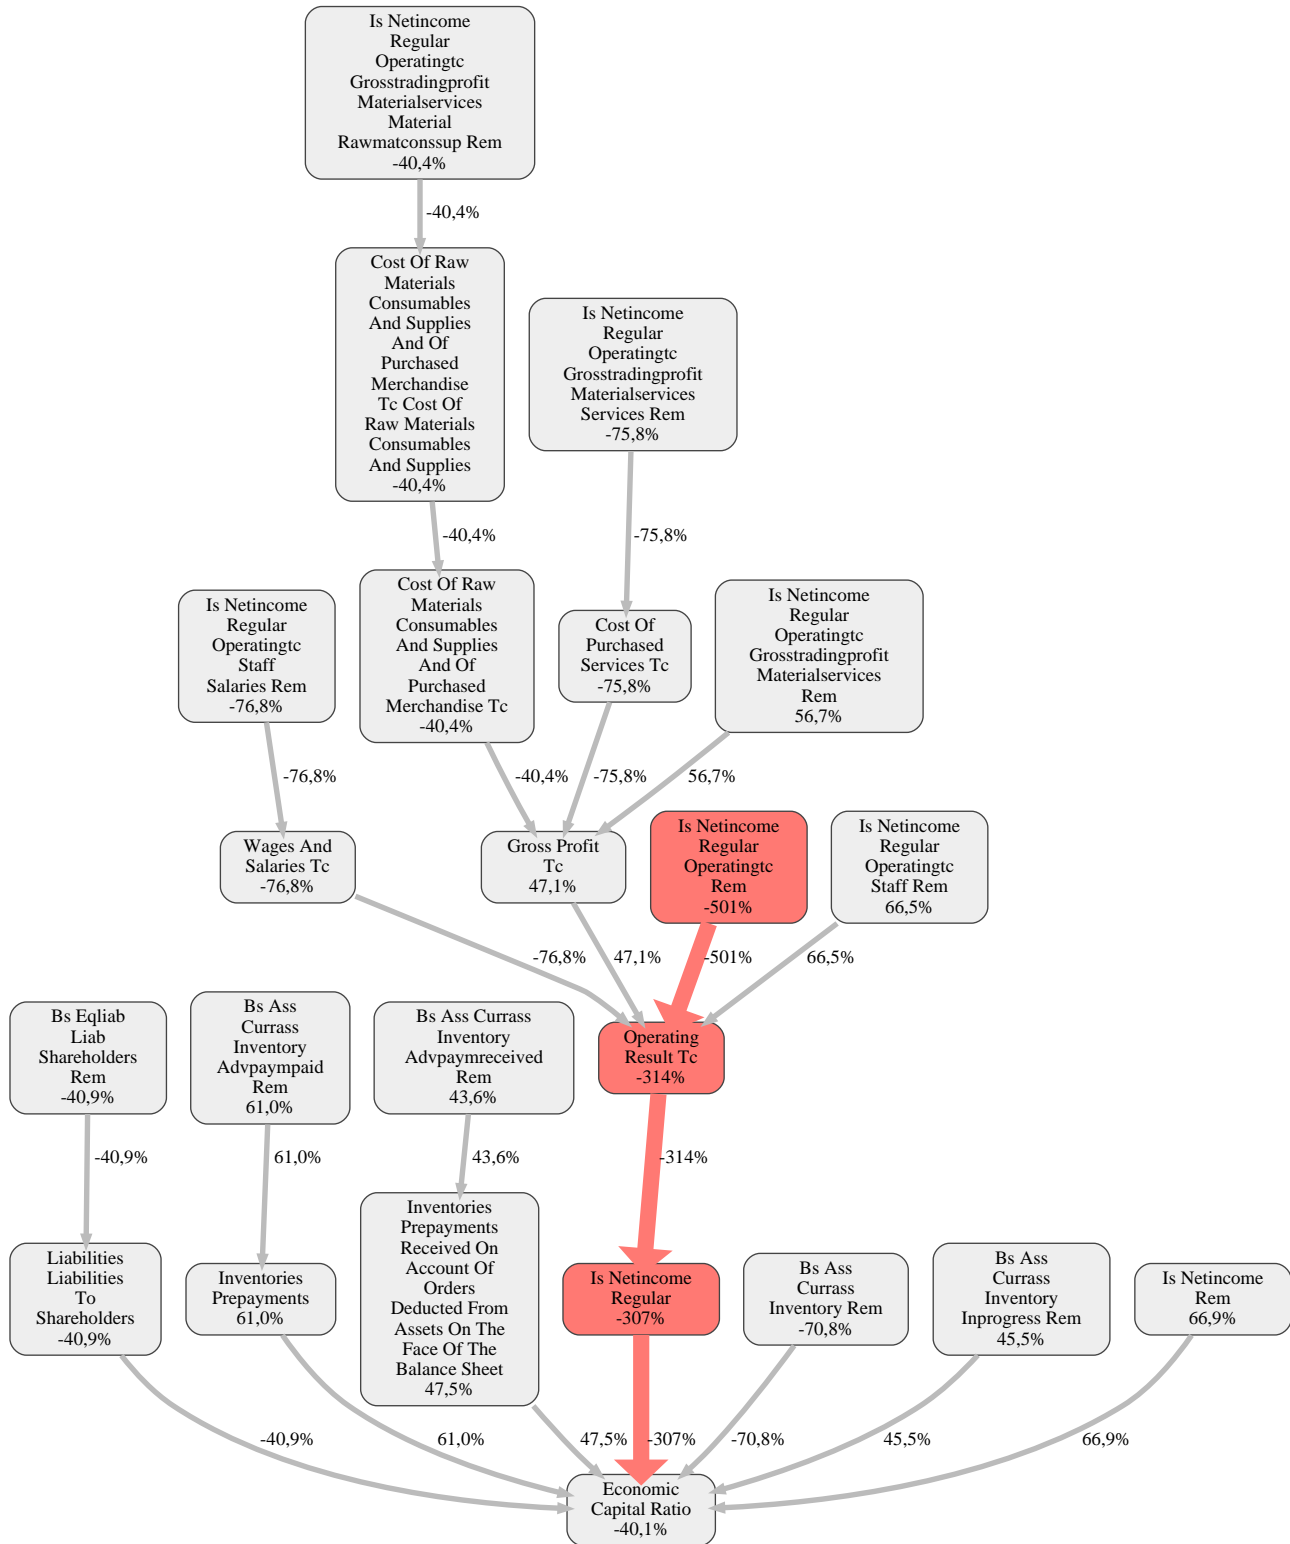 Is Netincome
Regular
Operatingtc
Grosstradingprofit
Materialservices
Material
Rawmatconssup Rem
-40,4%
-40,4%
Cost Of Raw
Materials
Consumables
And Supplies
And Of
Purchased
Merchandise
Tc Cost Of
Raw Materials
Consumables
And Supplies
-40,4%
Is Netincome
Regular
Operatingtc
Grosstradingprofit
Materialservices
Services Rem
-75,8%
-40,4%
-75,8%
Is Netincome
Regular
Operatingtc
Staff
Salaries Rem
-76,8%
Cost Of Raw
Materials
Consumables
And Supplies
And Of
Purchased
Merchandise Tc
-40,4%
Cost Of
Purchased
Services Tc
-75,8%
Is Netincome
Regular
Operatingtc
Grosstradingprofit
Materialservices
Rem
56,7%
-76,8%
-40,4%
-75,8%
56,7%
Wages And
Salaries Tc
-76,8%
Gross Profit
Tc
47,1%
Is Netincome
Regular
Operatingtc
Rem
-501%
Is Netincome
Regular
Operatingtc
Staff Rem
66,5%
-76,8%
47,1%
-501%
66,5%
Bs Eqliab
Liab
Shareholders
Rem
-40,9%
Bs Ass
Currass
Inventory
Advpaympaid
Rem
61,0%
Bs Ass Currass
Inventory
Advpaymreceived
Rem
43,6%
Operating
Result Tc
-314%
-40,9%
61,0%
43,6%
-314%
Liabilities
Liabilities
To
Shareholders
-40,9%
Inventories
Prepayments
61,0%
Inventories
Prepayments
Received On
Account Of
Orders
Deducted From
Assets On The
Face Of The
Balance Sheet
47,5%
Is Netincome
Regular
-307%
Bs Ass
Currass
Inventory Rem
-70,8%
Bs Ass
Currass
Inventory
Inprogress Rem
45,5%
Is Netincome
Rem
66,9%
-40,9%
61,0%
47,5%
-307%
-70,8%
45,5%
66,9%
Economic
Capital Ratio
-40,1%